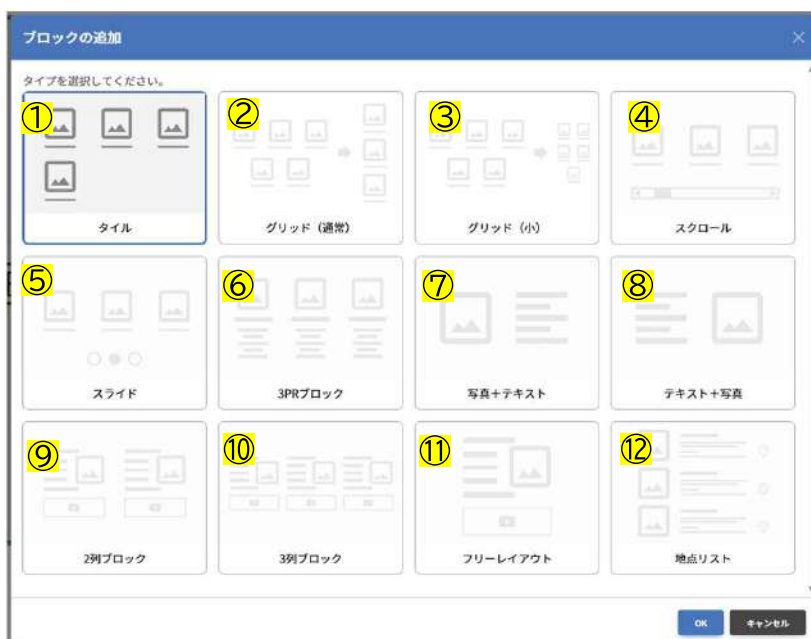 ブロックの追加
タイプを選択してください。
①
②
③
④
タイル
グリッド（通常）
グリッド（小）
スクロール
⑤
⑥
⑦
⑧
スライド
3PRブロック
写真＋テキスト
テキスト＋写真
⑨
⑩
⑪
⑫
2列ブロック
3列ブロック
フリーレイアウト
地点リスト
OK
キャンセル